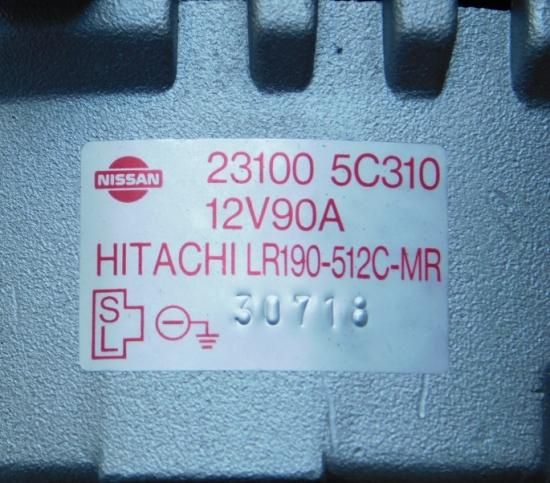 NISSAN 23100 5C310
12V90A
HITACHI LR190-512C-MR
S
L
30718